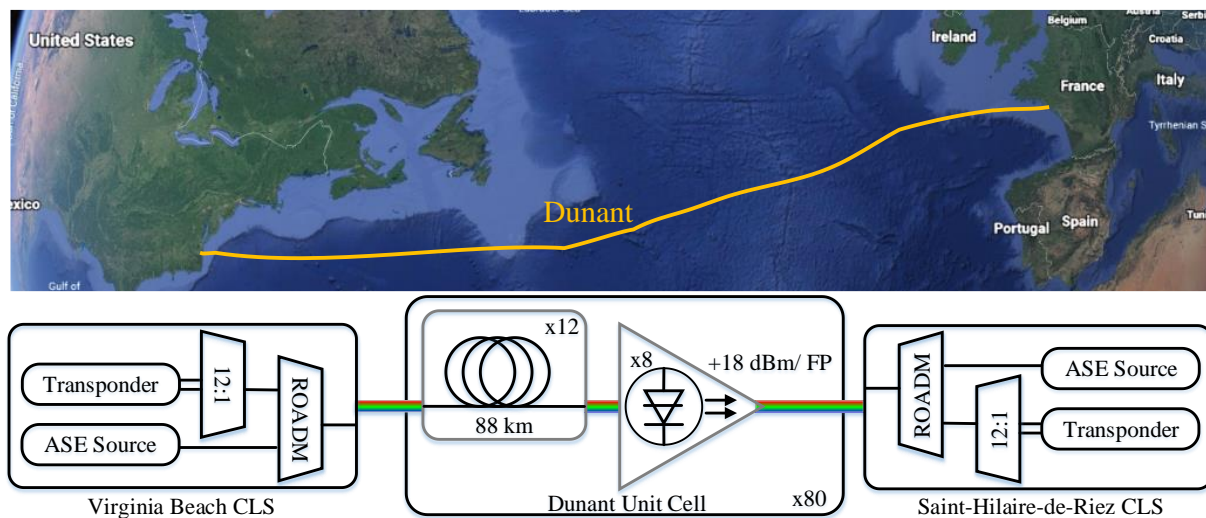 United States
Ireland
Belgium
Austria
Serb
Croatia
France
Italy
Tyrrhenian S
Dunant
Portugal
Spain
Tun
exico
Gulf of
Transponder
ASE Source
12:1
ROADM
Virginia Beach CLS
x12
88 km
x8
+18 dBm/ FP
Dunant Unit Cell
x80
ROADM
12:1
ASE Source
Transponder
Saint-Hilaire-de-Riez CLS